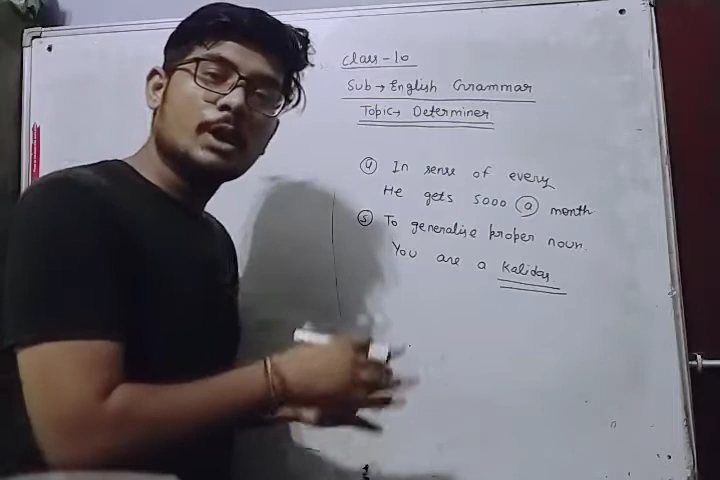 Class-10
Sub → English Grammar
Topic → Determiner
④ In sense of every
He gets 5000 a month
⑤ To generalise proper noun.
You are a Kalidas